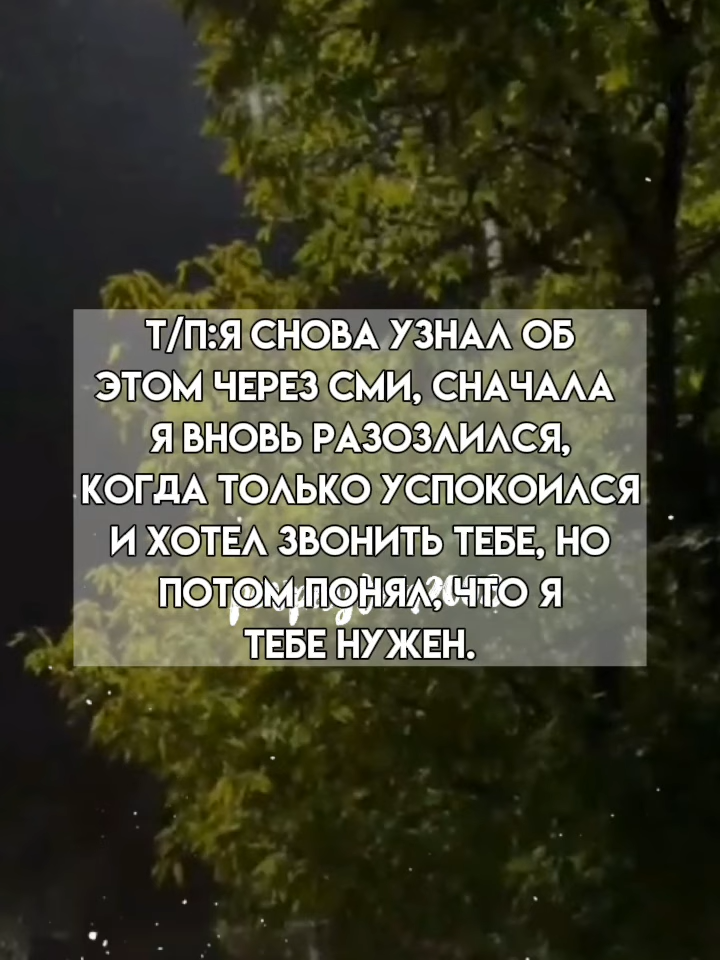 Т/П:Я СНОВА УЗНАЛ ОБ
ЭТОМ ЧЕРЕЗ СМИ, СНАЧАЛА
Я ВНОВЬ РАЗОЗЛИЛСЯ,
КОГДА ТОЛЬКО УСПОКОИЛСЯ
И ХОТЕЛ ЗВОНИТЬ ТЕБЕ, НО
ПОТОМ ПОНЯЛ, ЧТО Я
ТЕБЕ НУЖЕН.